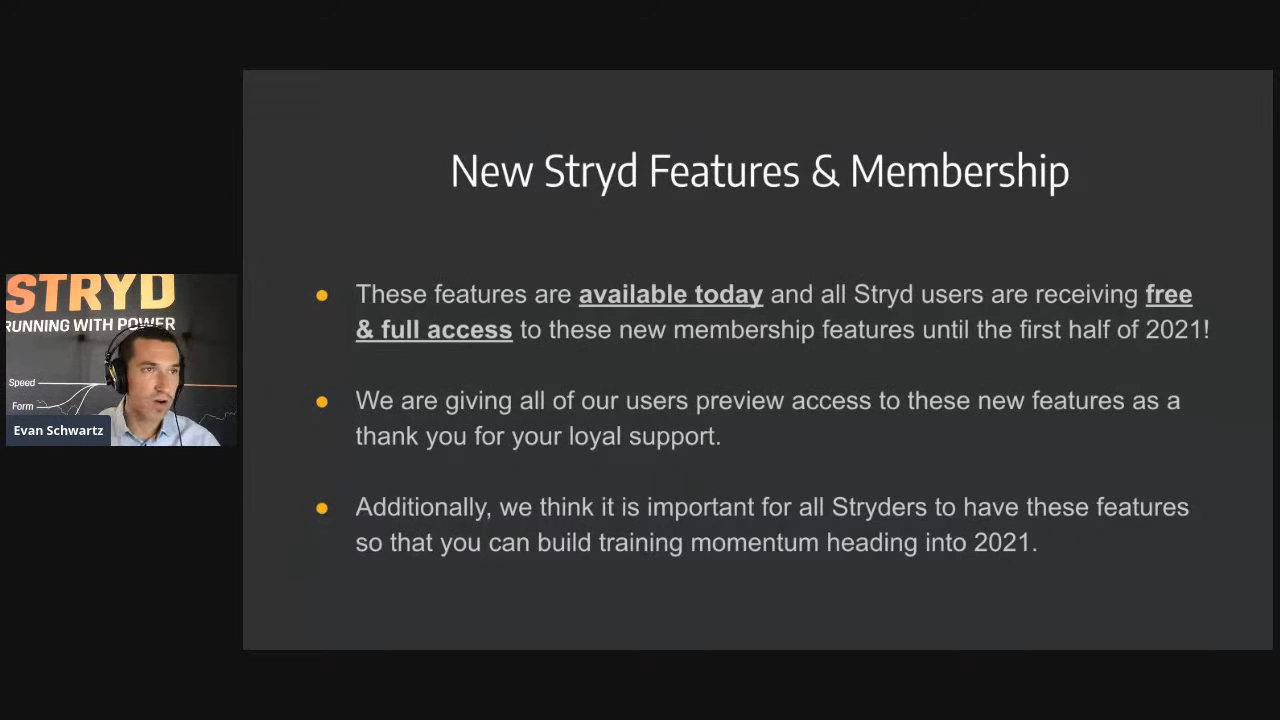 New Stryd Features & Membership
These features are available today and all Stryd users are receiving free
& full access to these new membership features until the first half of 2021!
We are giving all of our users preview access to these new features as a
thank you for your loyal support.
Additionally, we think it is important for all Stryders to have these features
so that you can build training momentum heading into 2021.
STRYD
RUNNING WITH POWER
Speed
Form
Evan Schwartz